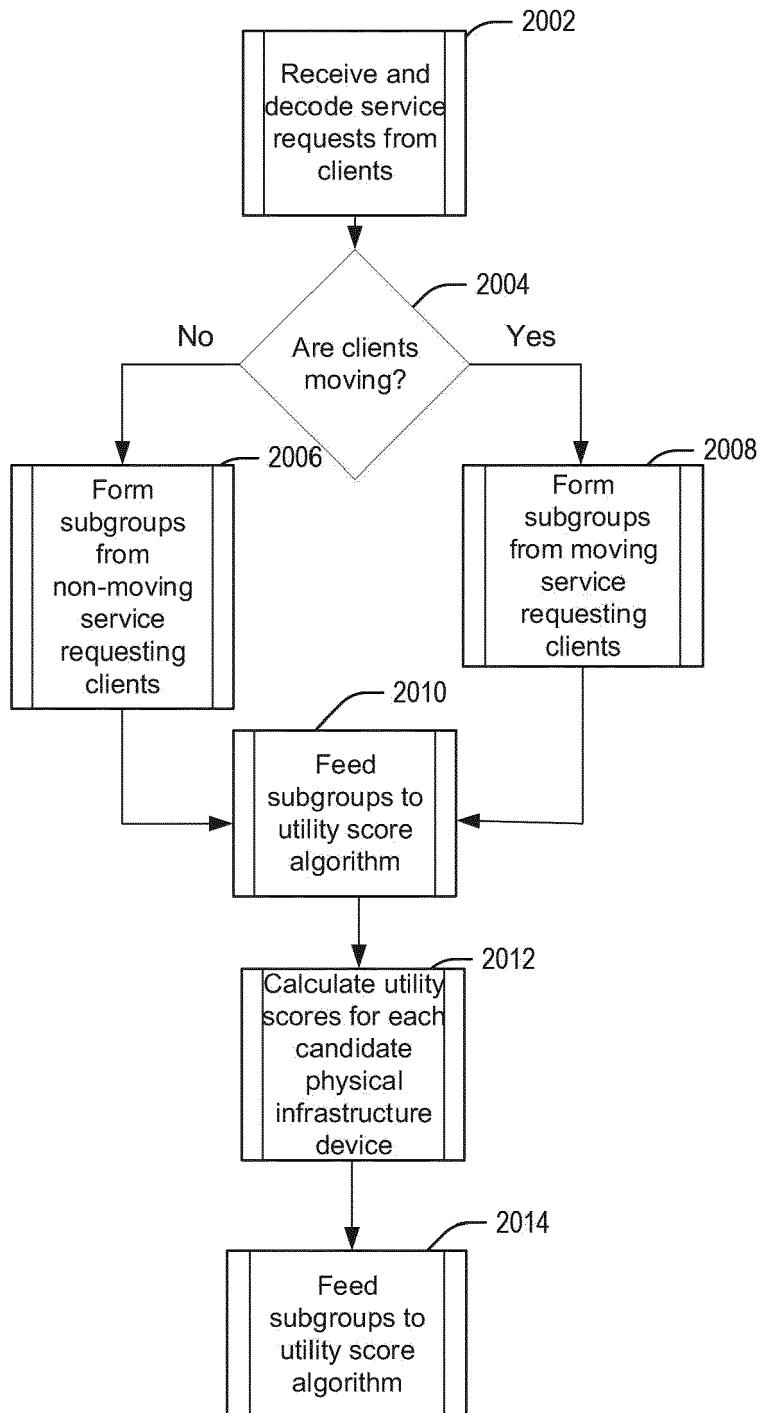 2002
Receive and
decode service
requests from
clients
2004
Are clients
moving?
No
Yes
2006
Form
subgroups
from
non-moving
service
requesting
clients
2008
Form
subgroups
from moving
service
requesting
clients
2010
Feed
subgroups to
utility score
algorithm
2012
Calculate utility
scores for each
candidate
physical
infrastructure
device
2014
Feed
subgroups to
utility score
algorithm